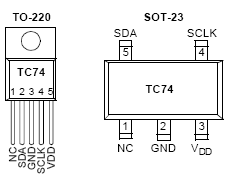 TO-220
SOT-23
SDA
SCLK
5
4
TC74
TC74
1 2 3 4 5
1
2
3
NC
SDA
GND
SCLK
VDD
NC
GND
VDD